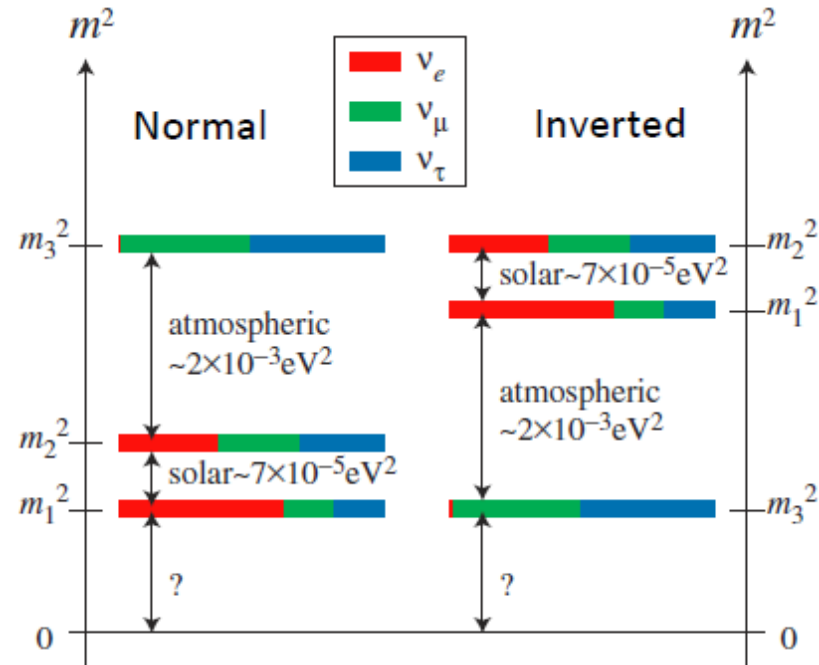 m²
m²
νₑ
ν_μ
ν_τ
Normal
Inverted
m₃²
m₂²
solar~7×10⁻⁵eV²
m₁²
atmospheric
~2×10⁻³eV²
atmospheric
~2×10⁻³eV²
m₂²
solar~7×10⁻⁵eV²
m₁²
m₃²
?
?
0
0